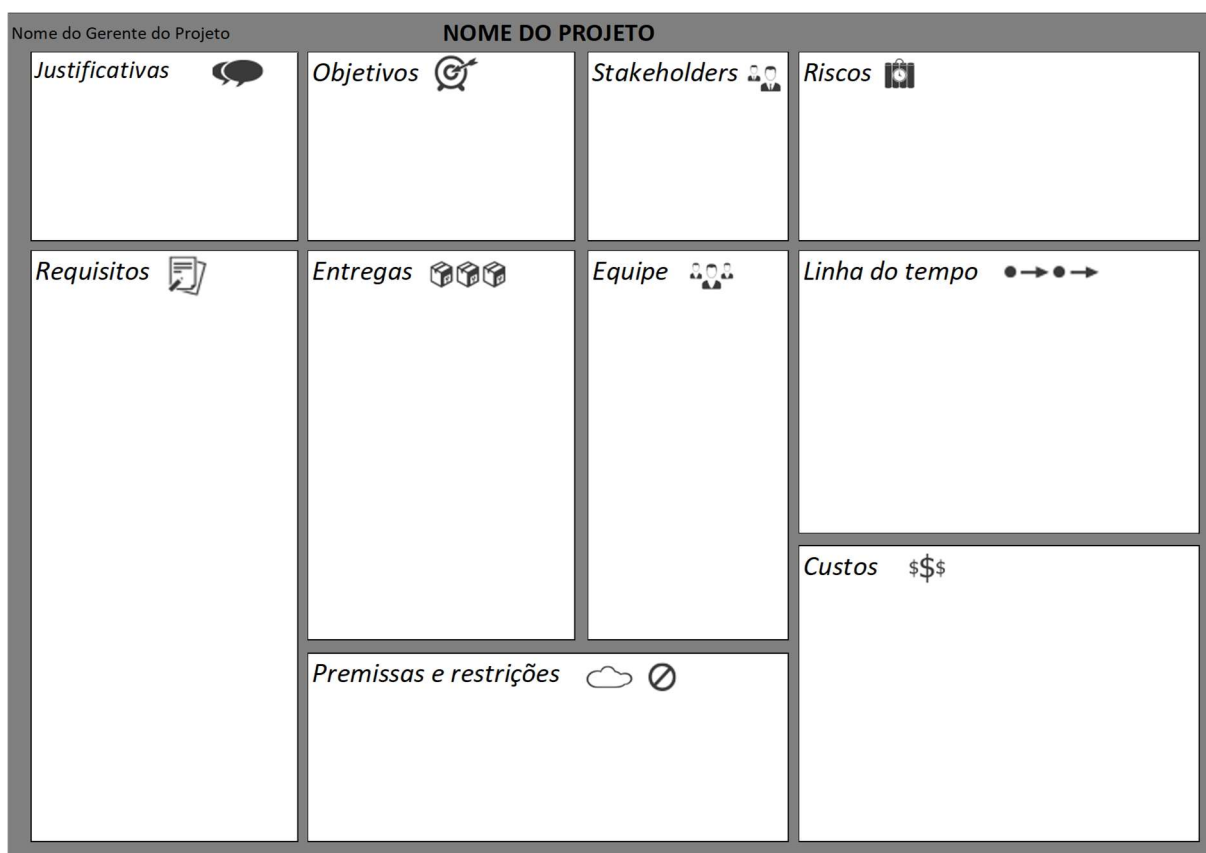 Nome do Gerente do Projeto
NOME DO PROJETO
Justificativas
Objetivos
Stakeholders
Riscos
Requisitos
Entregas
Equipe
Linha do tempo
Custos $$$
Premissas e restrições